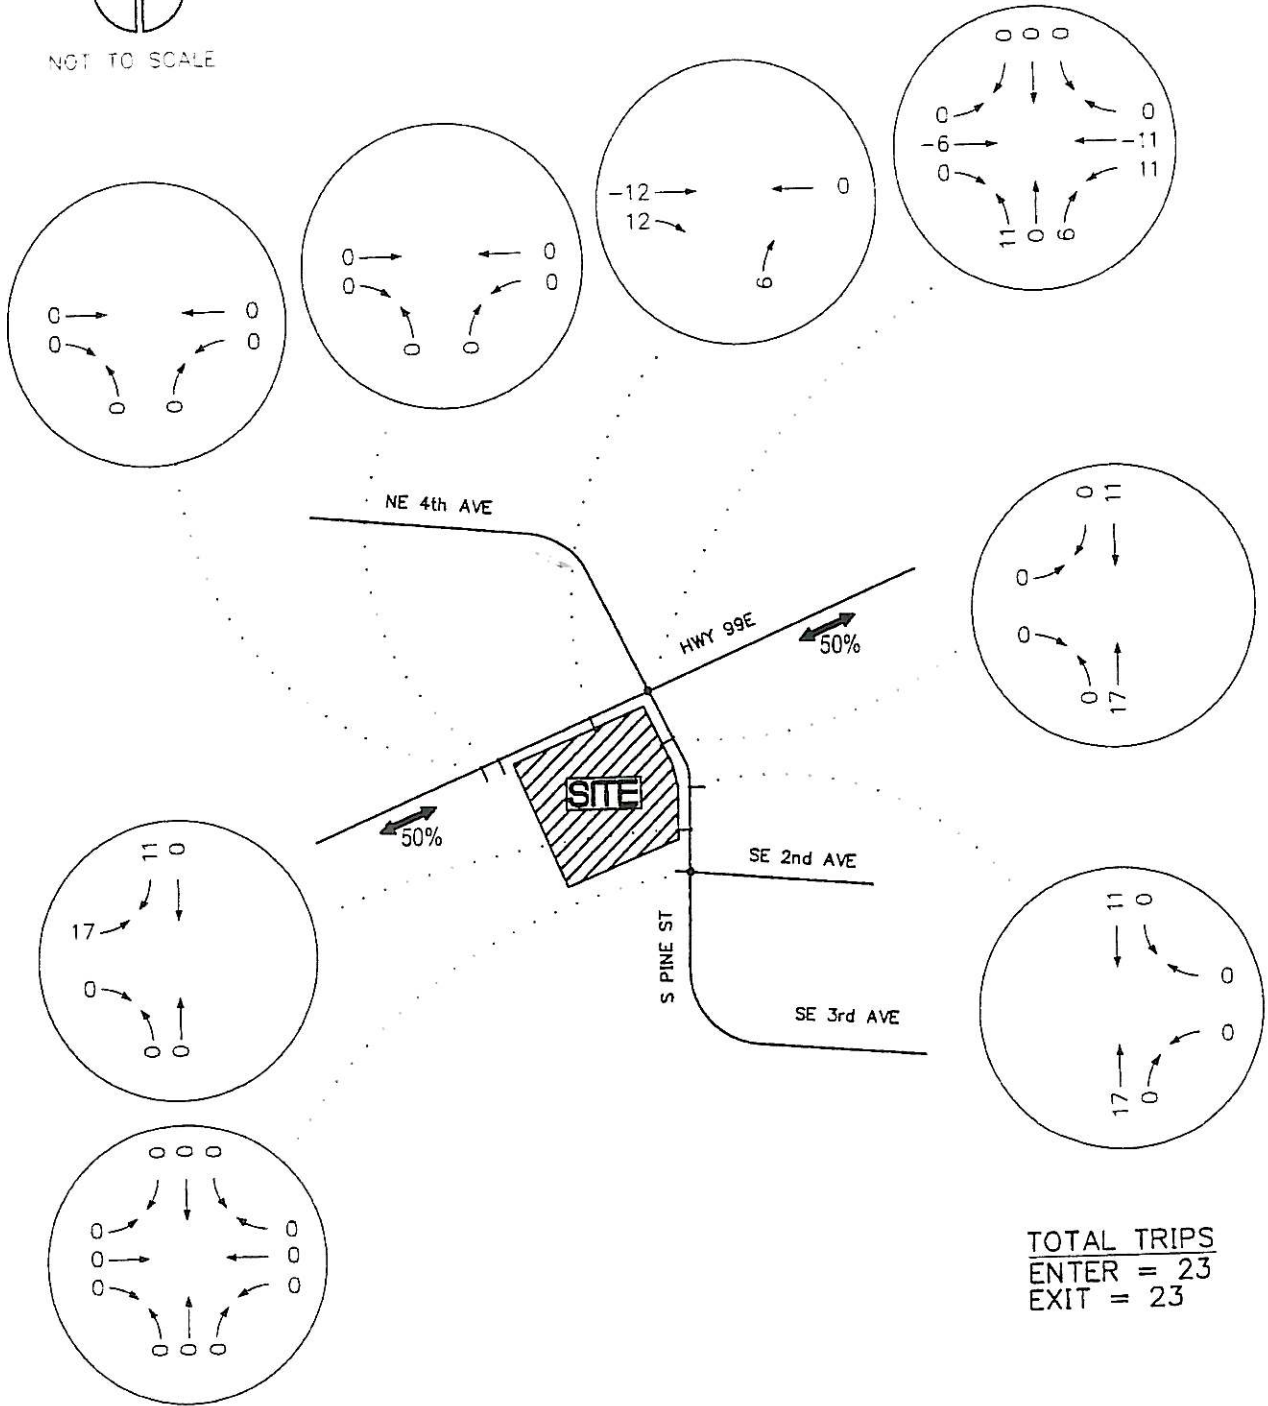 NOT TO SCALE
0 0 0
0
-6
0
0
-11
11
11 0 6
-12
12
0
6
0
0
0
0
0 0
0
0
0
0
0 0
NE 4th AVE
HWY 99E
50%
0 11
0
0
0 17
SITE
50%
SE 2nd AVE
S PINE ST
SE 3rd AVE
11 0
17
0
0 0
11 0
0
0
17 0
0 0 0
0
0
0
0
0
0
0 0 0
TOTAL TRIPS
ENTER = 23
EXIT = 23